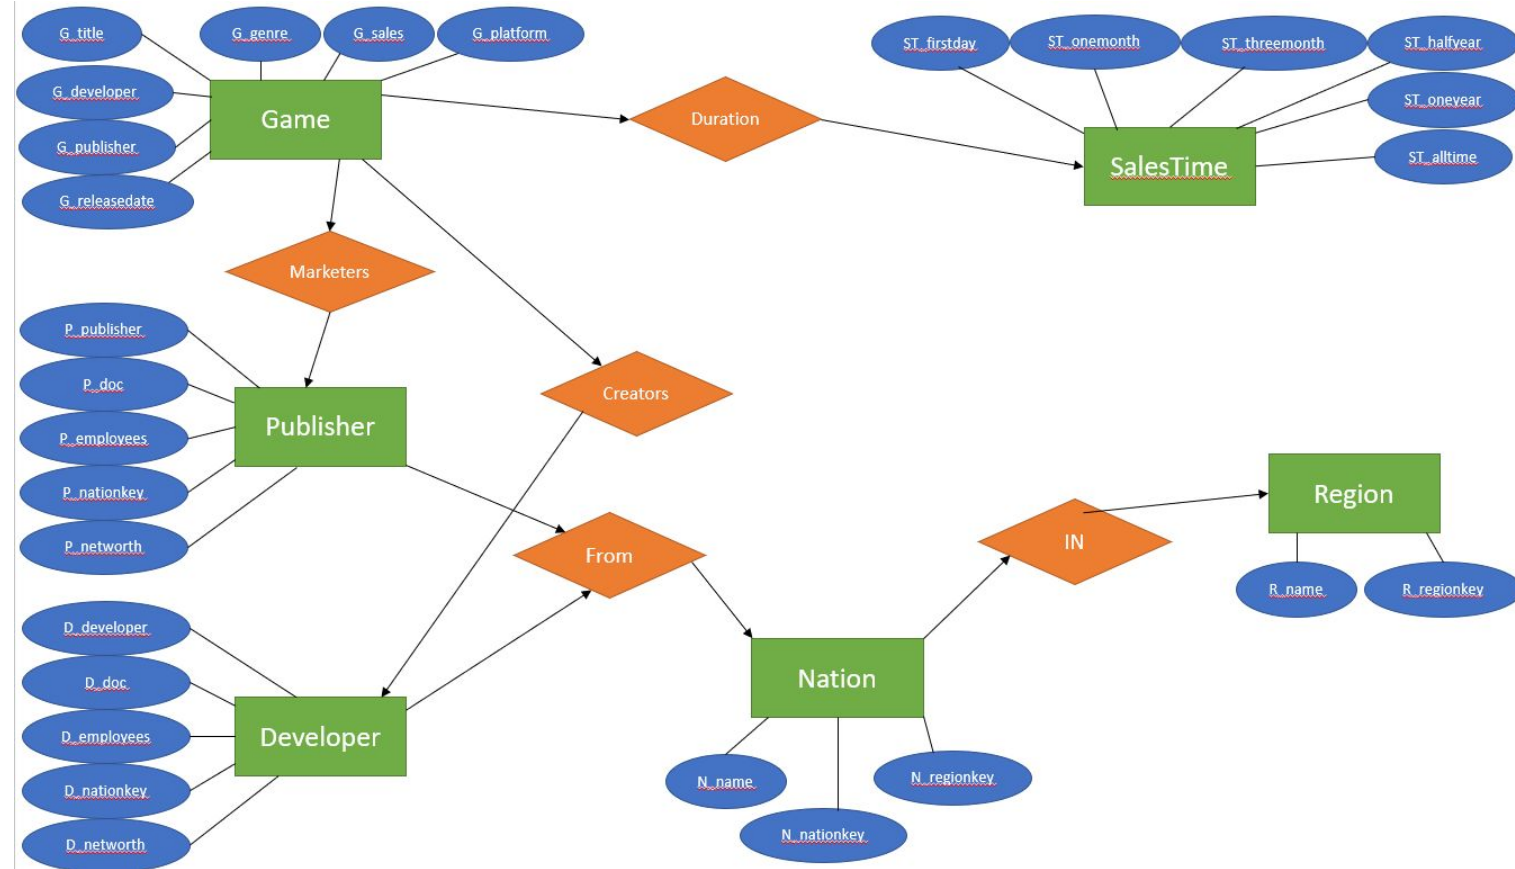 G_title
G_genre
G_sales
G_platform
ST_firstday
ST_onemonth
ST_threemonth
ST_halfyear
G_developer
Game
Duration
ST_oneyear
G_publisher
SalesTime
ST_alltime
G_releasedate
Marketers
P_publisher
P_doc
Creators
Publisher
P_employees
P_nationkey
Region
P_networth
From
IN
R_name
R_regionkey
D_developer
D_doc
Nation
D_employees
Developer
N_name
N_regionkey
D_nationkey
N_nationkey
D_networth